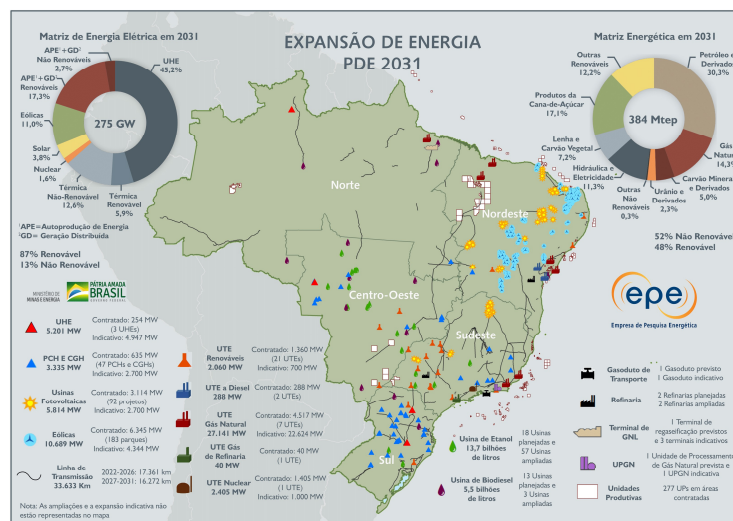 EXPANSÃO DE ENERGIA
PDE 2031
Matriz de Energia Elétrica em 2031
APE¹+GD²
Não Renováveis
2,7%
UHE
45,2%
APE¹+GD²
Renováveis
17,3%
Eólicas
11,0%
275 GW
Solar
3,8%
Nuclear
1,6%
Térmica
Não-Renovável
12,6%
Térmica
Renovável
5,9%
¹APE=Autoprodução de Energia
²GD= Geração Distribuída
87% Renovável
13% Não Renovável
Matriz Energética em 2031
Outras
Renováveis
12,2%
Petróleo e
Derivados
30,3%
Produtos da
Cana-de-Açúcar
17,1%
384 Mtep
Lenha e
Carvão Vegetal
7,2%
Gás
14,3%
Hidráulica e
Eletricidade
11,3%
Carvão Mineral
e Derivados
5,0%
Outras
Não
Renováveis
0,3%
Urânio e
Derivados
2,3%
52% Não Renovável
48% Renovável
Norte
Nordeste
Centro-Oeste
Sudeste
Sul
MINISTÉRIO DE
MINAS E ENERGIA
PÁTRIA AMADA
BRASIL
GOVERNO FEDERAL
epe
Empresa de Pesquisa Energética
UHE
5.201 MW
Contratado: 254 MW
(3 UHEs)
Indicativo: 4.947 MW
PCH E CGH
3.335 MW
Contratado: 635 MW
(47 PCHs e CGHs)
Indicativo: 2.700 MW
Usinas
Fotovoltaicas
5.814 MW
Contratado: 3.114 MW
Indicativo: 2.700 MW
Eólicas
10.689 MW
Contratado: 6.345 MW
(183 parques)
Indicativo: 4.344 MW
Linha de
Transmissão
33.633 Km
2022-2026: 17.361 km
2027-2031: 16.272 km
Nota: As ampliações e a expansão indicativa não
estão representadas no mapa
UTE
Renováveis
2.060 MW
Contratado: 1.360 MW
(21 UTEs)
Indicativo: 700 MW
UTE a Diesel
288 MW
Contratado: 288 MW
(2 UTEs)
UTE
Gás Natural
27.141 MW
Contratado: 4.517 MW
(7 UTEs)
Indicativo: 22.624 MW
UTE Gás
de Refinaria
40 MW
Contratado: 40 MW
(1 UTE)
UTE Nuclear
2.405 MW
Contratado: 1.405 MW
(1 UTE)
Indicativo: 1.000 MW
Usina de Etanol
13,7 bilhões
de litros
18 Usinas
planejadas e
57 Usinas
ampliadas
Usina de Biodiesel
5,5 bilhões
de litros
13 Usinas
planejadas e
3 Usinas
ampliadas
Gasoduto de
Transporte
1 Gasoduto previsto
1 Gasoduto indicativo
Refinaria
2 Refinarias planejadas
2 Refinarias ampliadas
Terminal de
GNL
1 Terminal de
regaseificação previstos
e 3 terminais indicativos
UPGN
1 Unidade de Processamento
de Gás Natural prevista e
1 UPGN indicativa
Unidades
Produtivas
277 UPs em áreas
contratadas